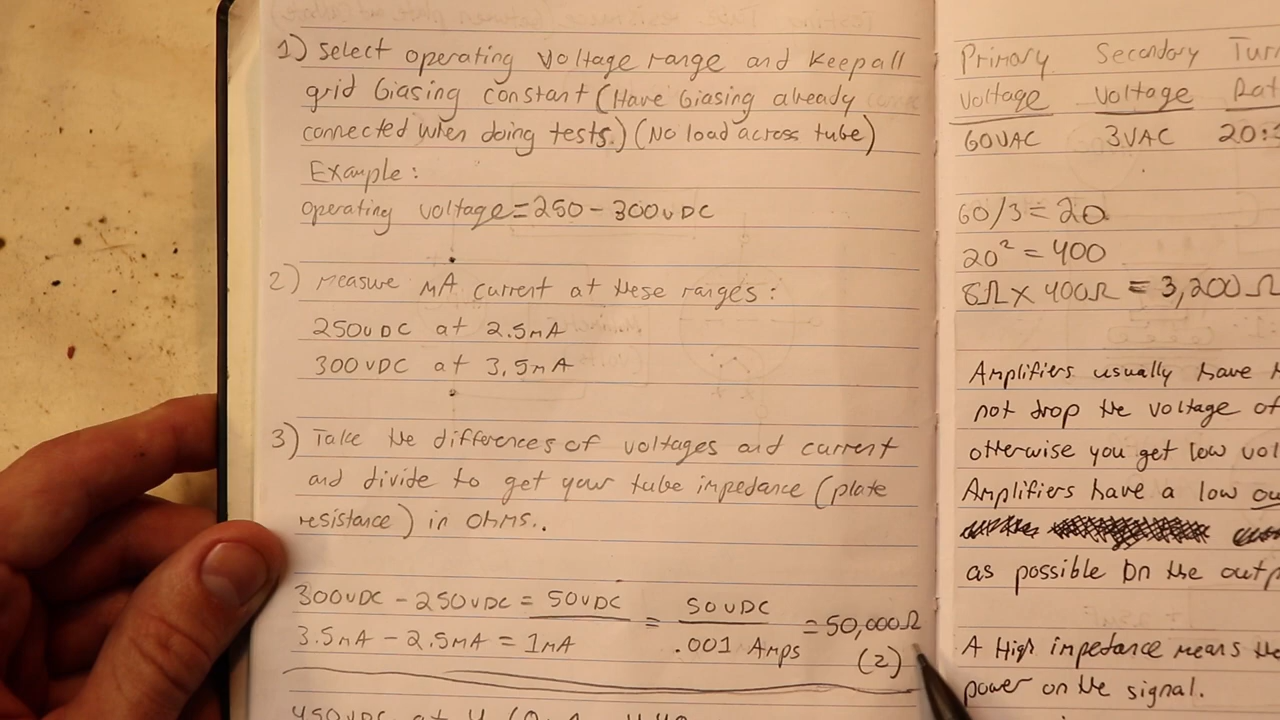 1) Select operating voltage range and keep all
grid biasing constant (Have biasing already
connected when doing tests.) (No load across tube)
Example:
operating voltage = 250 - 300vDC
2) Measure mA current at these ranges:
250vDC at 2.5mA
300vDC at 3.5mA
3) Take the differences of voltages and current
and divide to get your tube impedance (plate
resistance) in ohms..
300vDC - 250vDC = 50vDC = 50vDC = 50,000Ω
3.5mA - 2.5mA = 1mA .001 Amps (2)
Primary Secondary Turn
Voltage Voltage Rat
60VAC 3VAC 20:
60/3 = 20
20² = 400
8Ω x 400Ω = 3,200Ω
Amplifiers usually have
not drop the voltage of
otherwise you get low vol
Amplifiers have a low ou
as possible on the outp
A High impedance means the
power on the signal.